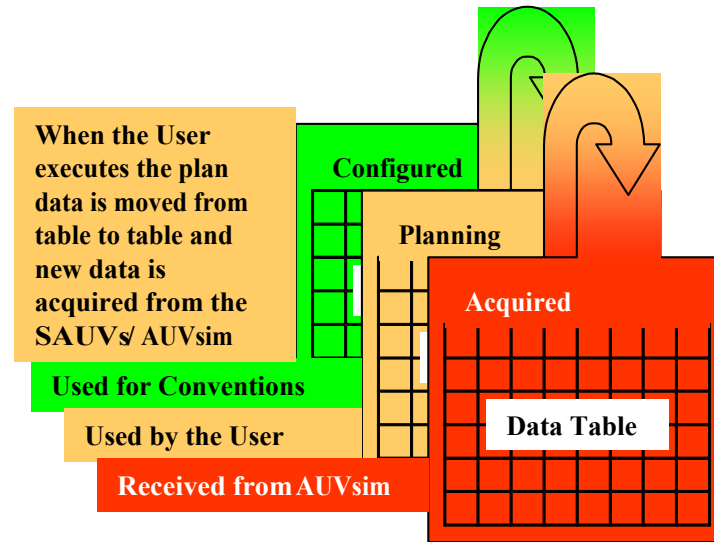 When the User
executes the plan
data is moved from
table to table and
new data is
acquired from the
SAUVs/ AUVsim
Configured
Planning
Acquired
Data Table
Used for Conventions
Used by the User
Received from AUVsim